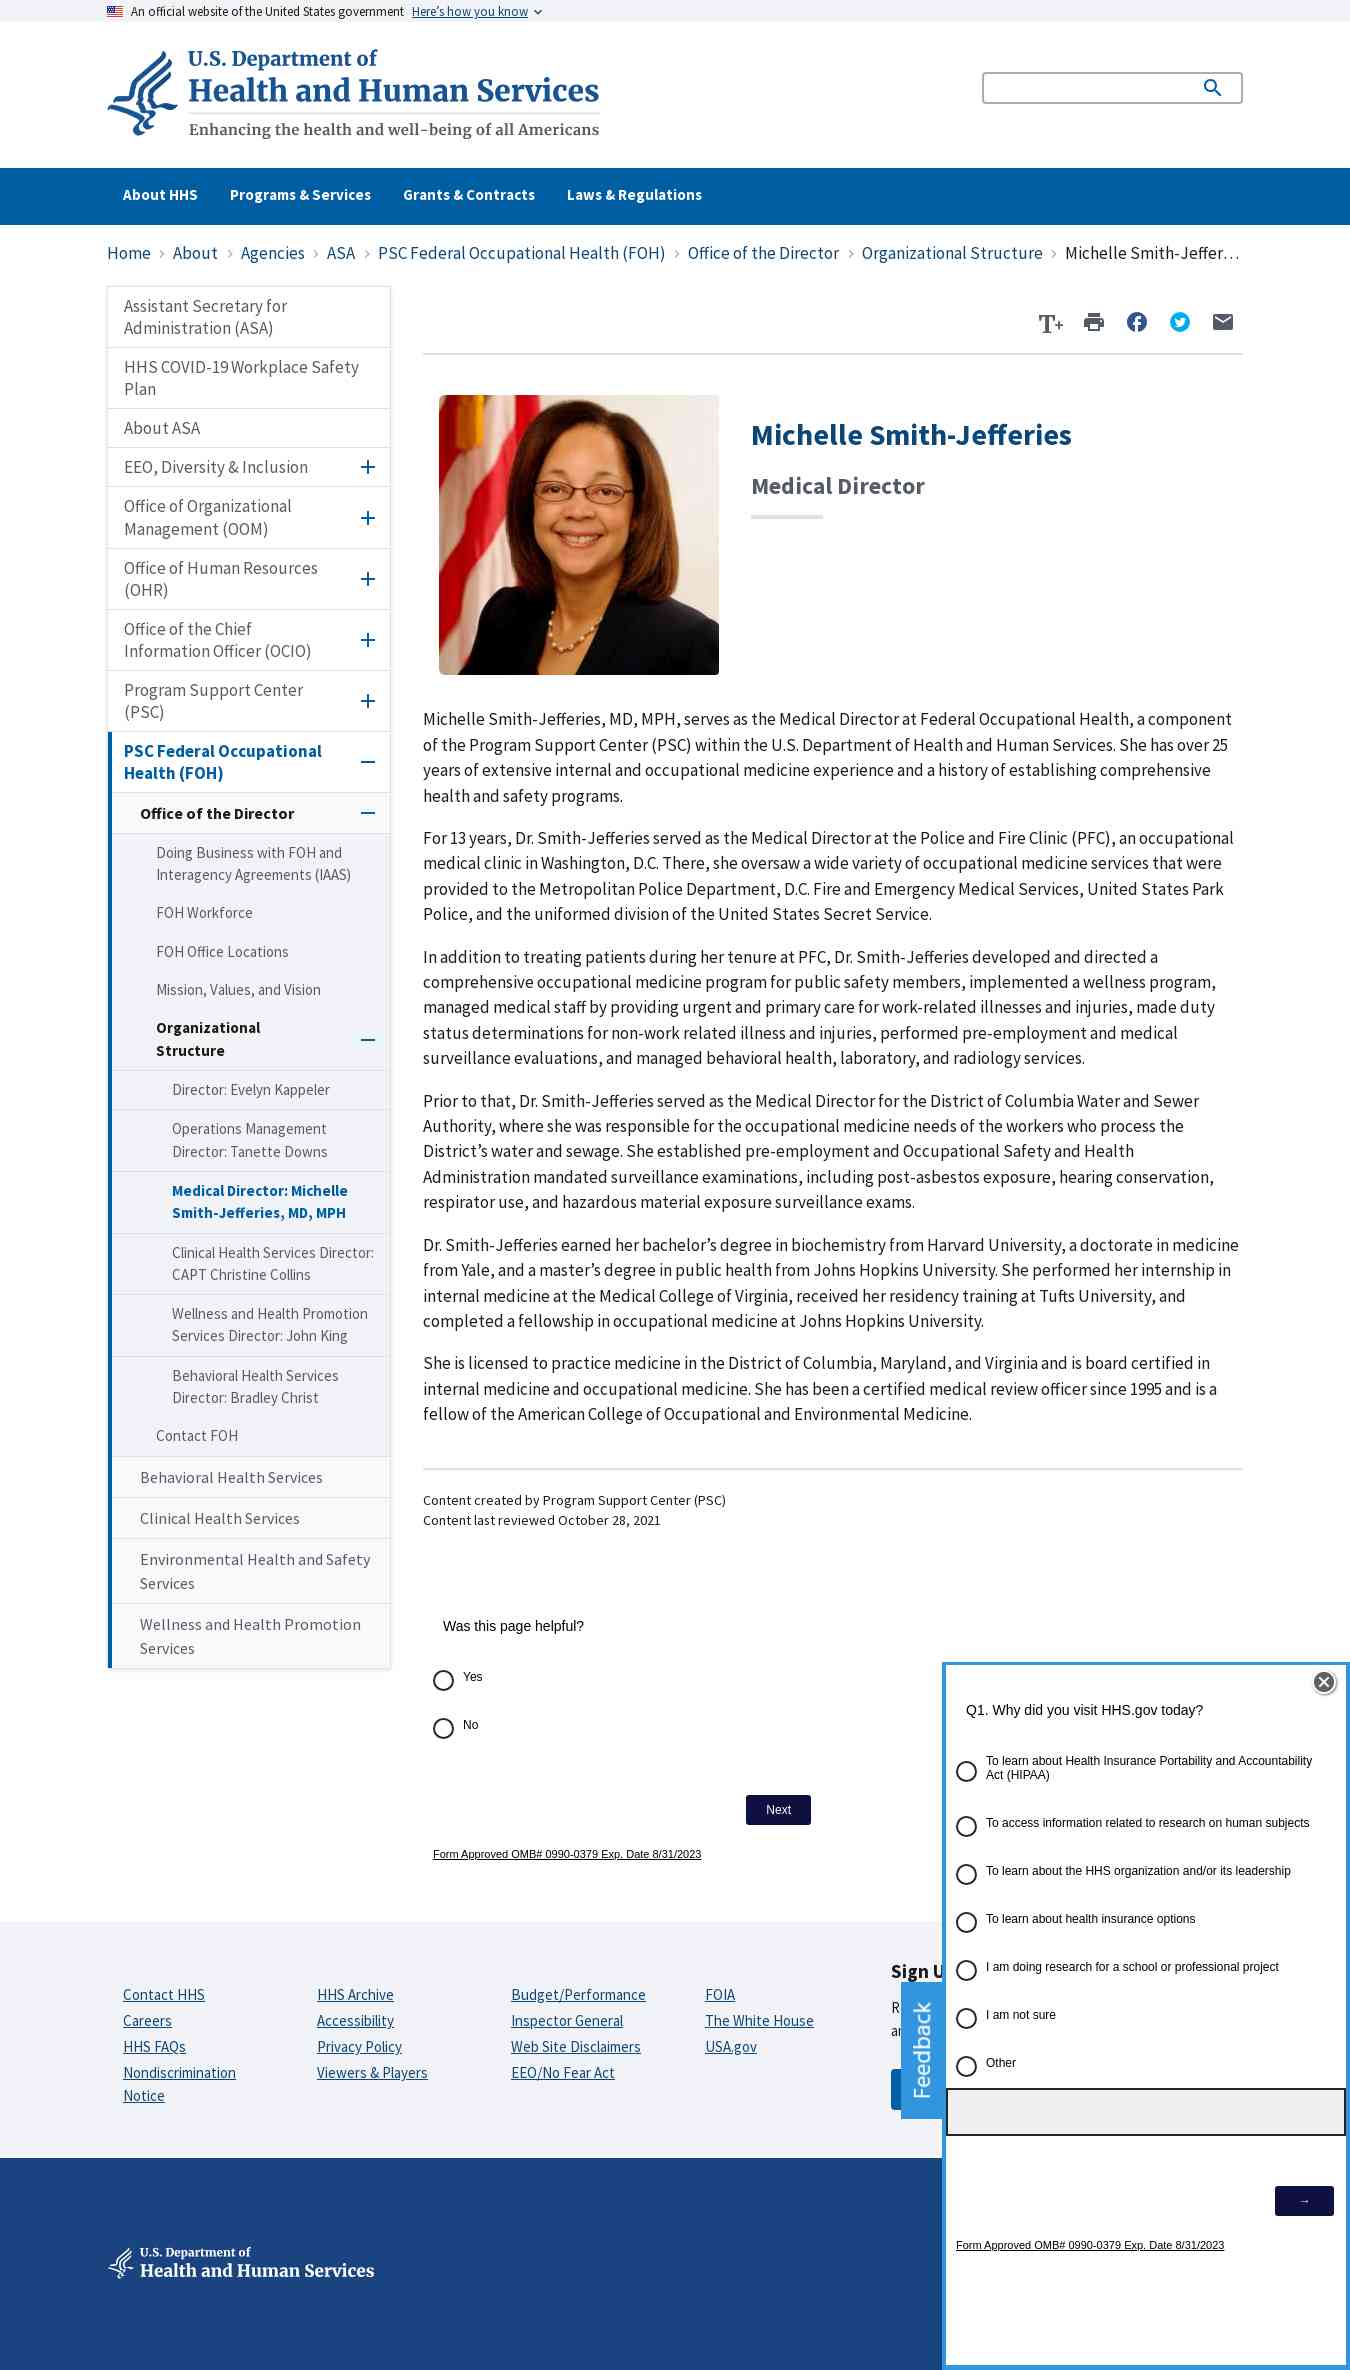 An official website of the United States government Here's how you know
U.S. Department of
Health and Human Services
Enhancing the health and well-being of all Americans
About HHS Programs & Services Grants & Contracts Laws & Regulations
Home › About › Agencies › ASA › PSC Federal Occupational Health (FOH) › Office of the Director › Organizational Structure › Michelle Smith-Jeffer…
Assistant Secretary for
Administration (ASA)
HHS COVID-19 Workplace Safety
Plan
About ASA
EEO, Diversity & Inclusion
Office of Organizational
Management (OOM)
Office of Human Resources
(OHR)
Office of the Chief
Information Officer (OCIO)
Program Support Center
(PSC)
PSC Federal Occupational
Health (FOH)
Office of the Director
Doing Business with FOH and
Interagency Agreements (IAAS)
FOH Workforce
FOH Office Locations
Mission, Values, and Vision
Organizational
Structure
Director: Evelyn Kappeler
Operations Management
Director: Tanette Downs
Medical Director: Michelle
Smith-Jefferies, MD, MPH
Clinical Health Services Director:
CAPT Christine Collins
Wellness and Health Promotion
Services Director: John King
Behavioral Health Services
Director: Bradley Christ
Contact FOH
Behavioral Health Services
Clinical Health Services
Environmental Health and Safety
Services
Wellness and Health Promotion
Services
T+
Michelle Smith-Jefferies
Medical Director
Michelle Smith-Jefferies, MD, MPH, serves as the Medical Director at Federal Occupational Health, a component
of the Program Support Center (PSC) within the U.S. Department of Health and Human Services. She has over 25
years of extensive internal and occupational medicine experience and a history of establishing comprehensive
health and safety programs.
For 13 years, Dr. Smith-Jefferies served as the Medical Director at the Police and Fire Clinic (PFC), an occupational
medical clinic in Washington, D.C. There, she oversaw a wide variety of occupational medicine services that were
provided to the Metropolitan Police Department, D.C. Fire and Emergency Medical Services, United States Park
Police, and the uniformed division of the United States Secret Service.
In addition to treating patients during her tenure at PFC, Dr. Smith-Jefferies developed and directed a
comprehensive occupational medicine program for public safety members, implemented a wellness program,
managed medical staff by providing urgent and primary care for work-related illnesses and injuries, made duty
status determinations for non-work related illness and injuries, performed pre-employment and medical
surveillance evaluations, and managed behavioral health, laboratory, and radiology services.
Prior to that, Dr. Smith-Jefferies served as the Medical Director for the District of Columbia Water and Sewer
Authority, where she was responsible for the occupational medicine needs of the workers who process the
District's water and sewage. She established pre-employment and Occupational Safety and Health
Administration mandated surveillance examinations, including post-asbestos exposure, hearing conservation,
respirator use, and hazardous material exposure surveillance exams.
Dr. Smith-Jefferies earned her bachelor's degree in biochemistry from Harvard University, a doctorate in medicine
from Yale, and a master's degree in public health from Johns Hopkins University. She performed her internship in
internal medicine at the Medical College of Virginia, received her residency training at Tufts University, and
completed a fellowship in occupational medicine at Johns Hopkins University.
She is licensed to practice medicine in the District of Columbia, Maryland, and Virginia and is board certified in
internal medicine and occupational medicine. She has been a certified medical review officer since 1995 and is a
fellow of the American College of Occupational and Environmental Medicine.
Content created by Program Support Center (PSC)
Content last reviewed October 28, 2021
Was this page helpful?
Yes
No
Next
Form Approved OMB# 0990-0379 Exp. Date 8/31/2023
Q1. Why did you visit HHS.gov today?
To learn about Health Insurance Portability and Accountability
Act (HIPAA)
To access information related to research on human subjects
To learn about the HHS organization and/or its leadership
To learn about health insurance options
I am doing research for a school or professional project
I am not sure
Other
→
Form Approved OMB# 0990-0379 Exp. Date 8/31/2023
Feedback
Contact HHS
Careers
HHS FAQs
Nondiscrimination
Notice
HHS Archive
Accessibility
Privacy Policy
Viewers & Players
Budget/Performance
Inspector General
Web Site Disclaimers
EEO/No Fear Act
FOIA
The White House
USA.gov
Sign
U.S. Department of
Health and Human Services